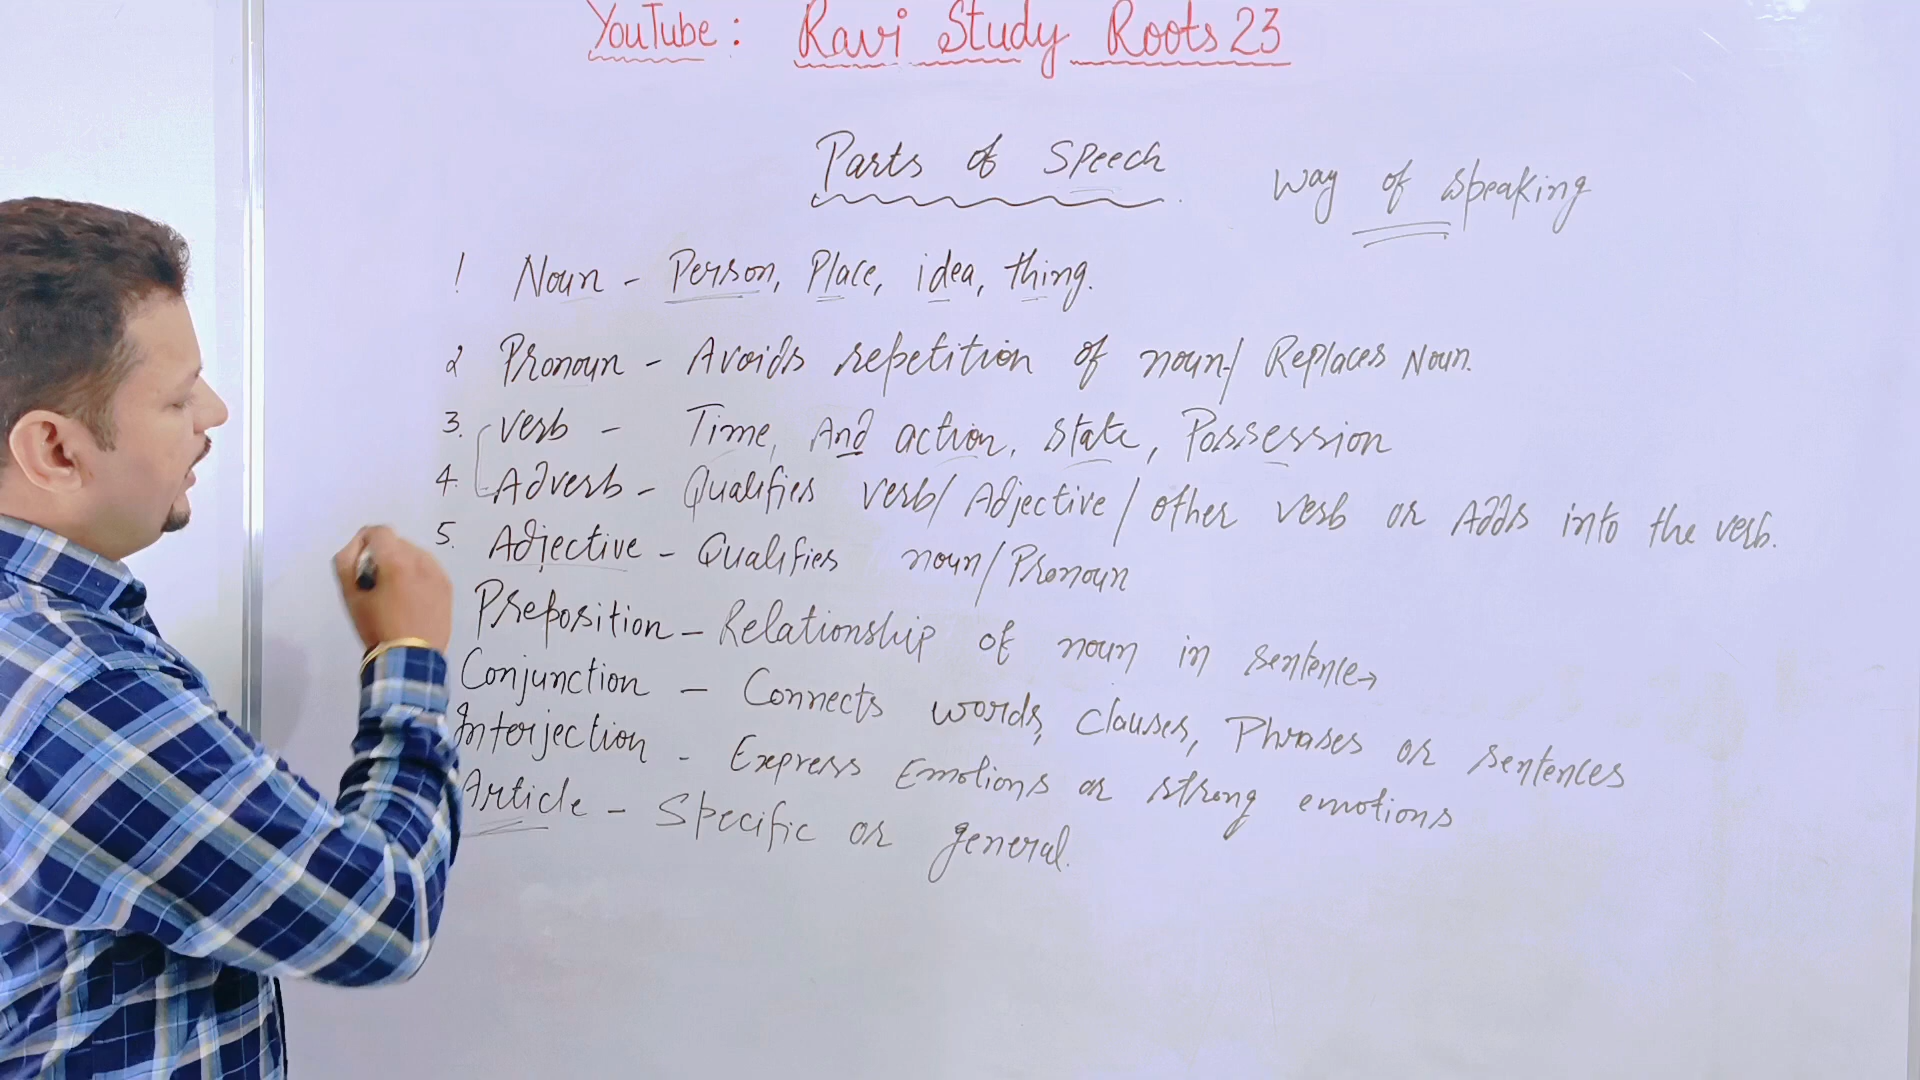 YouTube: Ravi Study Roots 23
Parts of Speech
Way of speaking
1 Noun - Person, Place, idea, thing.
2 Pronoun - Avoids repetition of noun/ Replaces Noun.
3. Verb - Time, And action, state, Possession
4. Adverb - Qualifies verb/ Adjective / other verb or Adds into the verb.
5. Adjective - Qualifies noun/Pronoun
Preposition - Relationship of noun in sentence
Conjunction - Connects words, clauses, Phrases or sentences
Interjection - Express Emotions or strong emotions
Article - Specific or general.